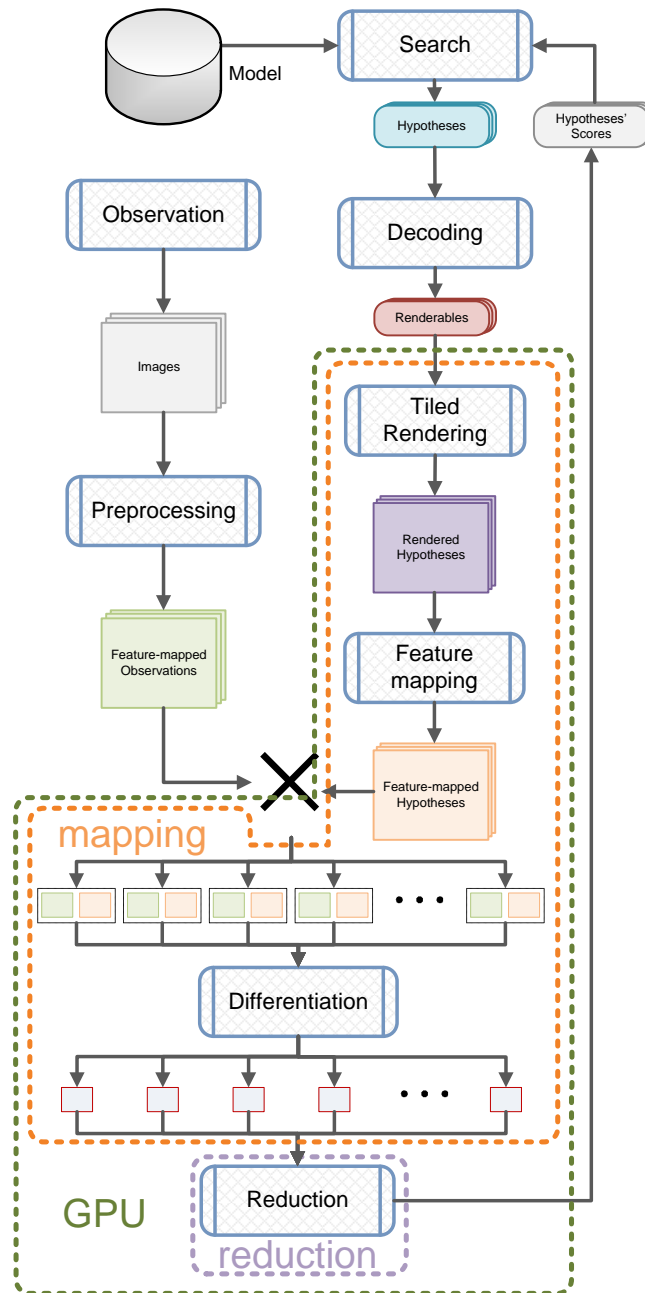 Search
Model
Hypotheses
Hypotheses'
Scores
Observation
Decoding
Renderables
Images
Tiled
Rendering
Preprocessing
Rendered
Hypotheses
Feature-mapped
Observations
Feature
mapping
Feature-mapped
Hypotheses
mapping
Differentiation
GPU
Reduction
reduction